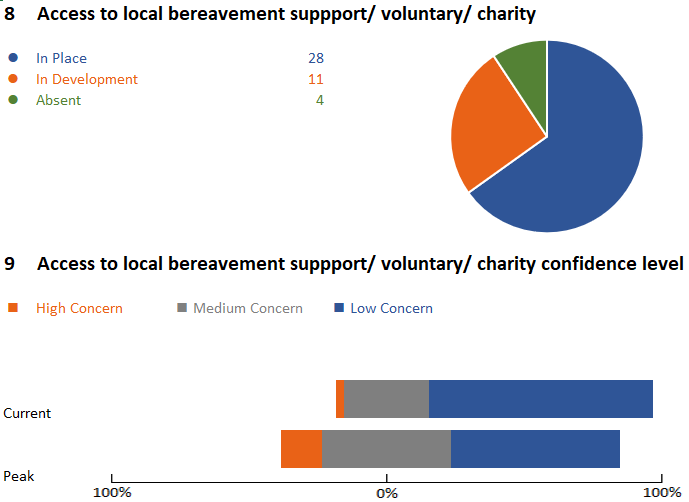 8 Access to local bereavement suppport/ voluntary/ charity
In Place 28
In Development 11
Absent 4
9 Access to local bereavement suppport/ voluntary/ charity confidence level
High Concern Medium Concern Low Concern
Current
Peak
100% 0% 100%